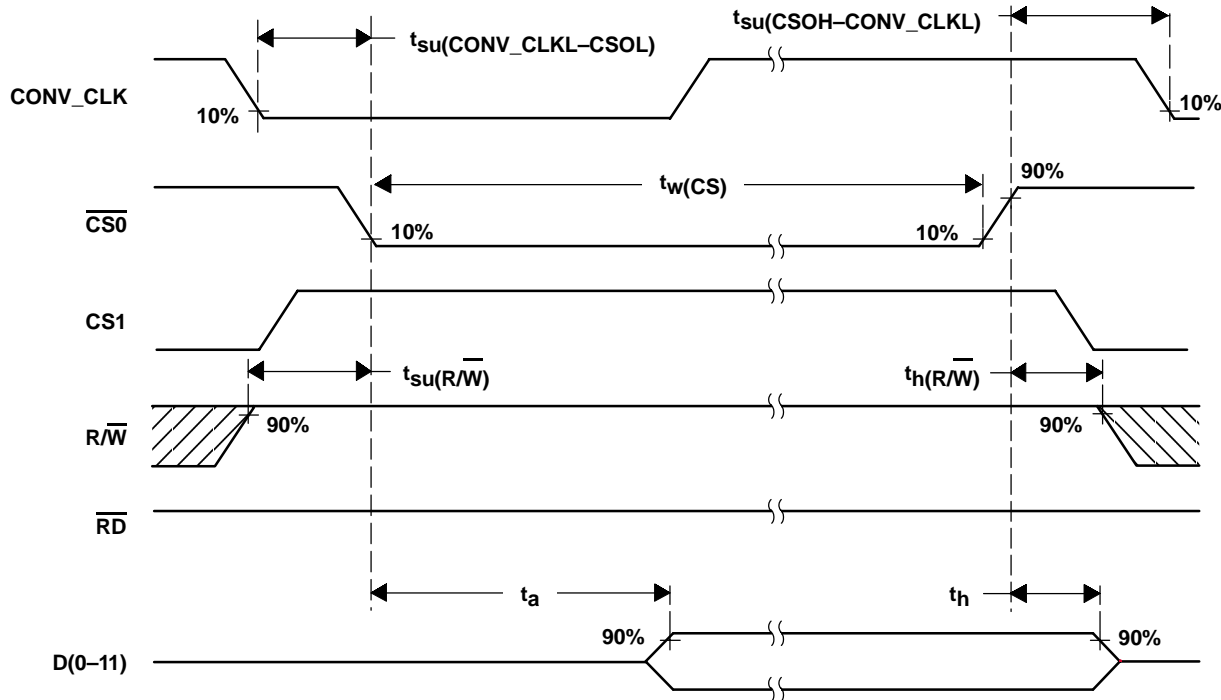 tsu(CONV_CLKL–CSOL)
tsu(CSOH–CONV_CLKL)
CONV_CLK
10%
10%
CS0
tw(CS)
90%
10%
10%
CS1
tsu(R/W)
th(R/W)
R/W
90%
90%
RD
ta
th
90%
90%
D(0–11)